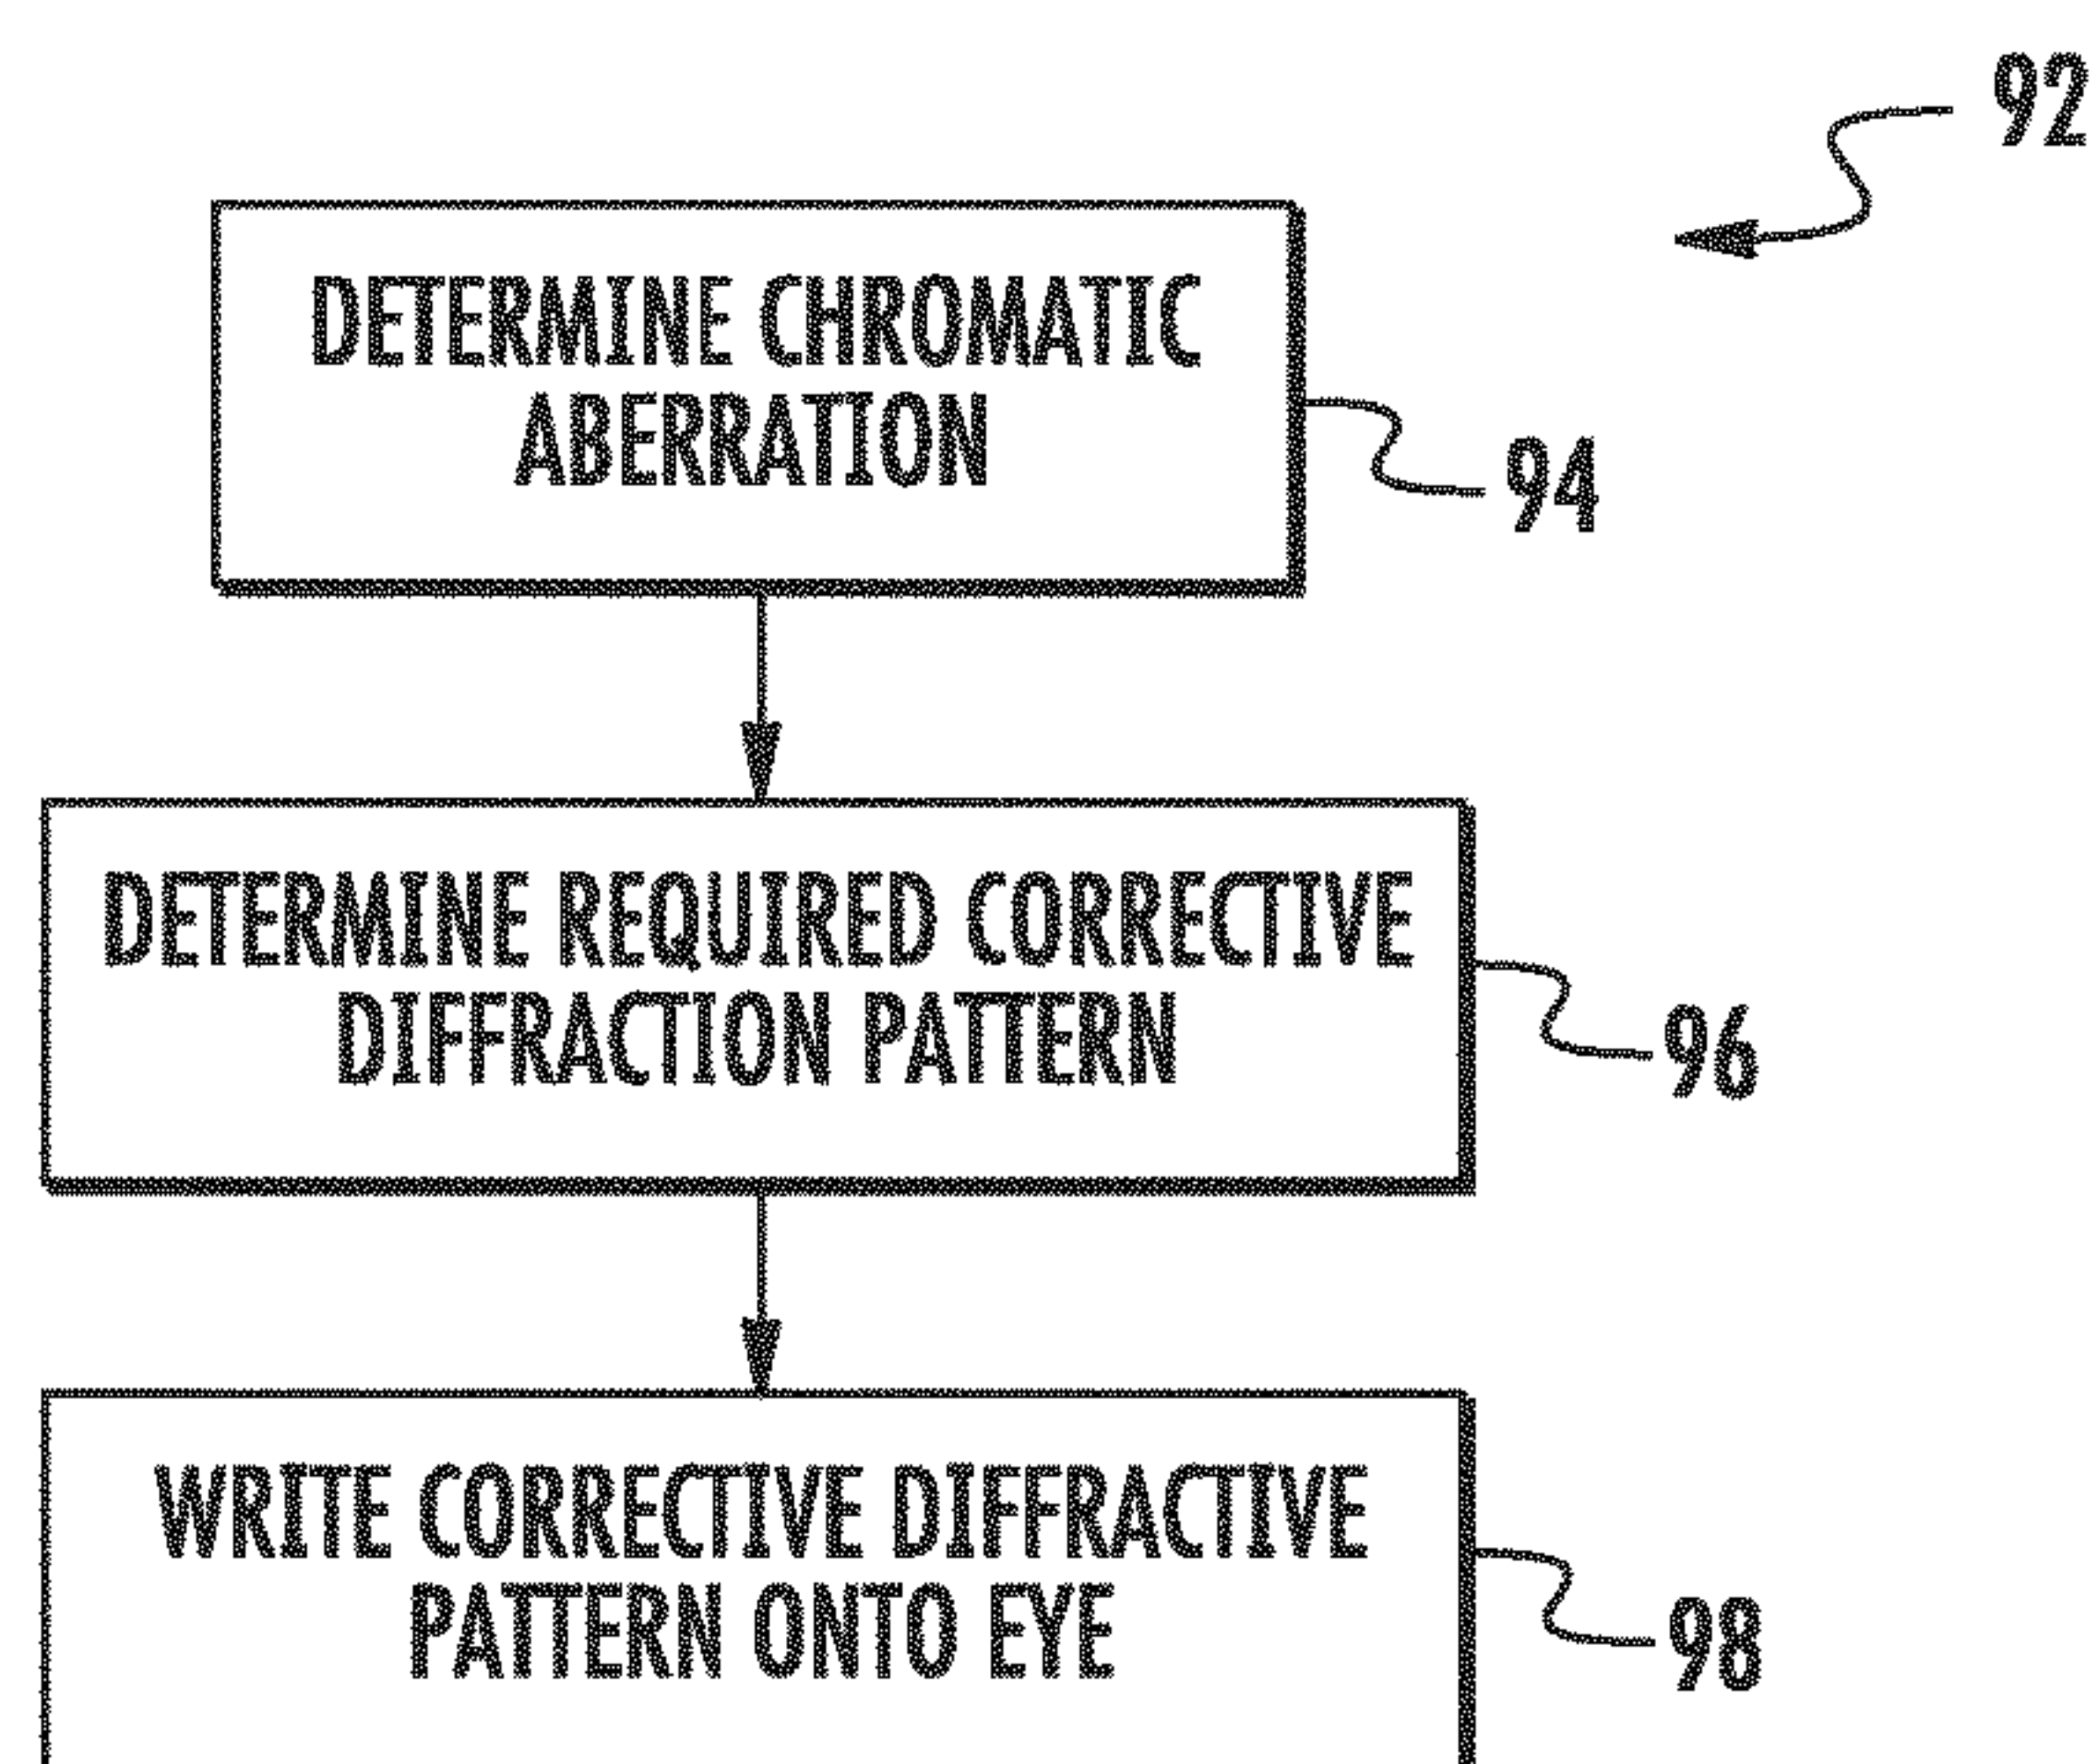 92
DETERMINE CHROMATIC
ABERRATION
94
DETERMINE REQUIRED CORRECTIVE
DIFFRACTION PATTERN
96
WRITE CORRECTIVE DIFFRACTIVE
PATTERN ONTO EYE
98